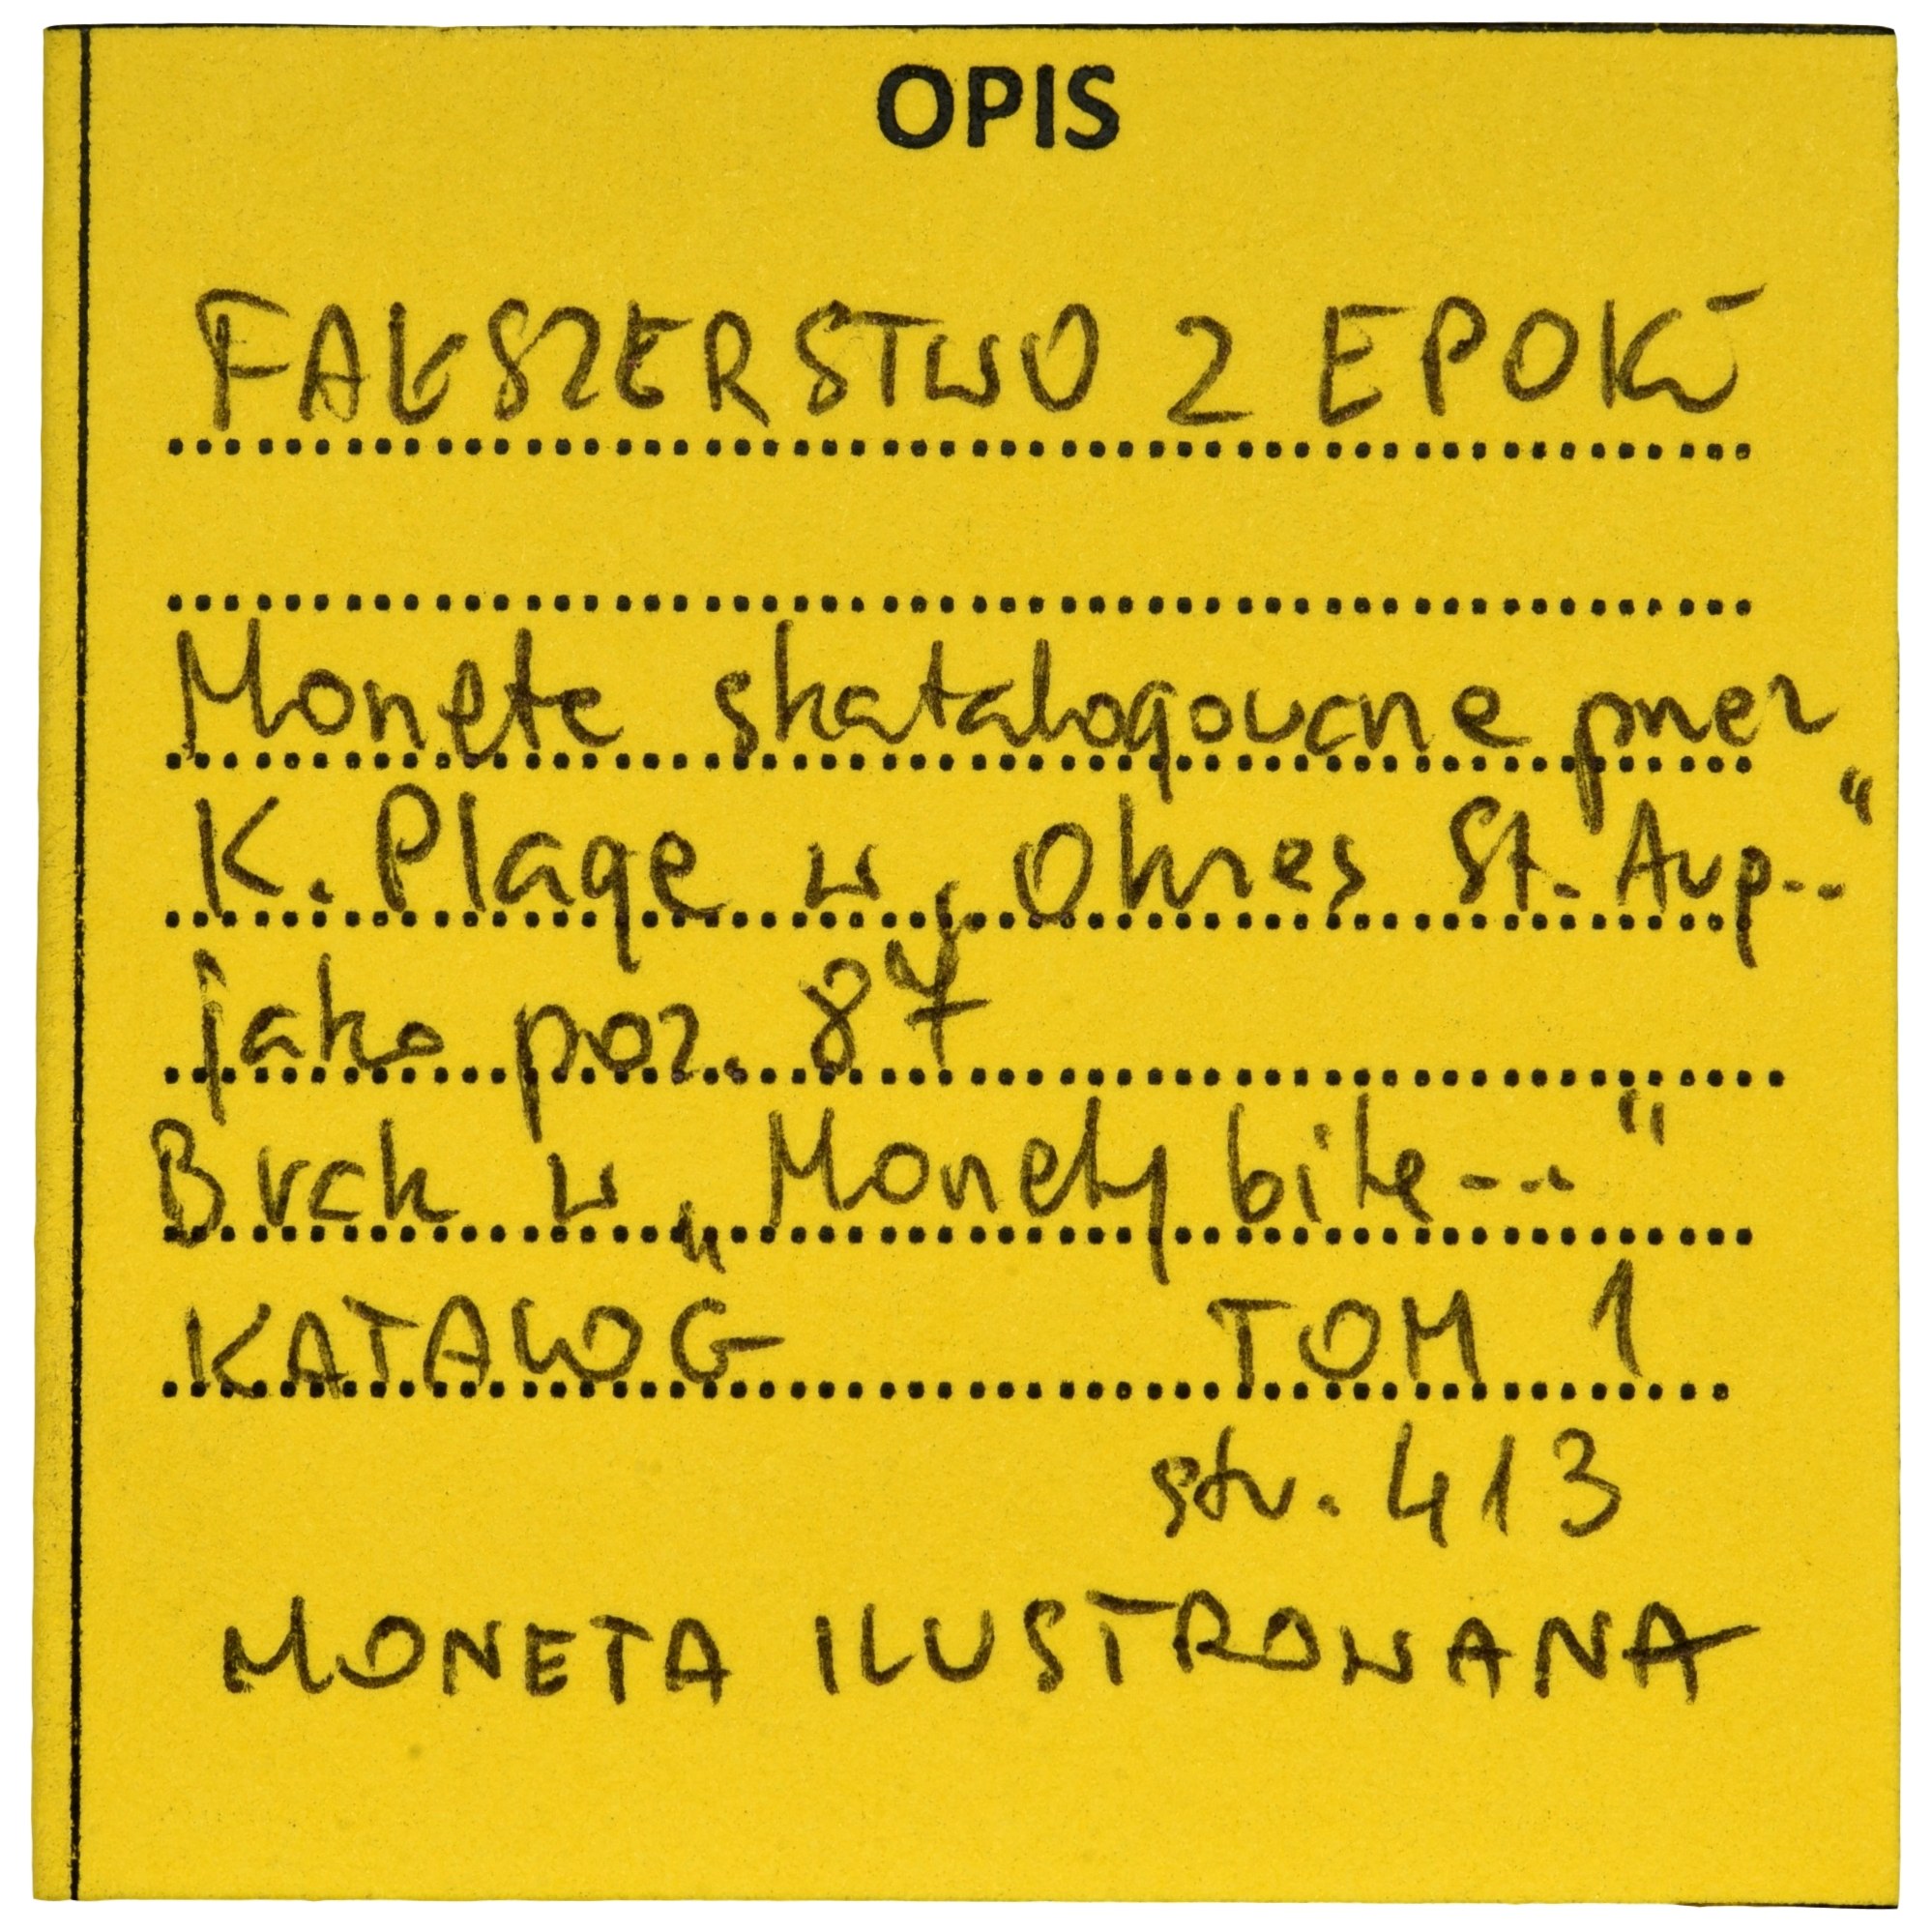 OPIS
FAŁSZERSTWO Z EPOKI
Moneta skatalogowana przez
K. Plage w „Okres St. Aug..."
jako poz. 87
Brak w „Monety bite..."
KATALOG TOM 1
str. 413
MONETA ILUSTROWANA